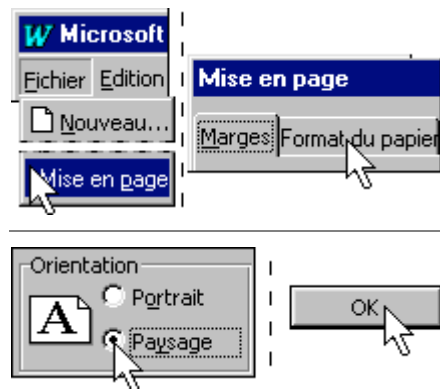 W Microsoft
Fichier Edition
Nouveau...
Mise en page
Mise en page
Marges Format du papier
Orientation
A
Portrait
Paysage
OK